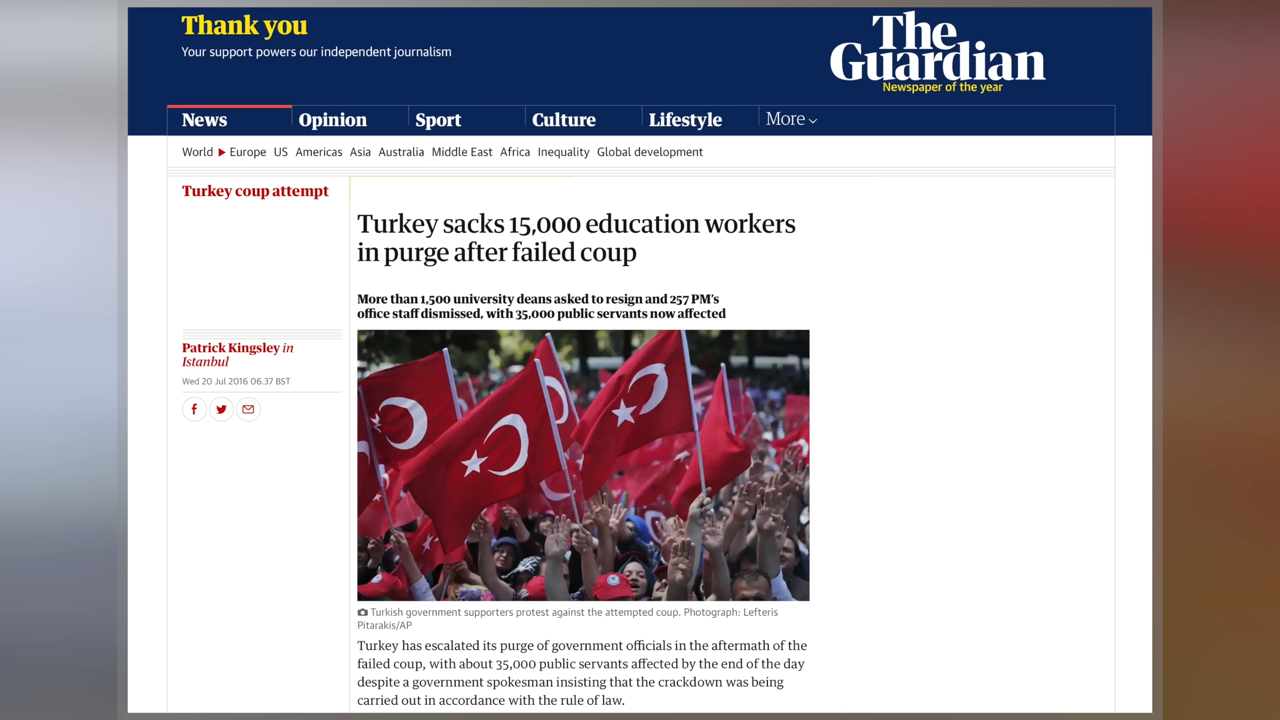 Thank you
Your support powers our independent journalism
The
Guardian
Newspaper of the year
News Opinion Sport Culture Lifestyle More
World Europe US Americas Asia Australia Middle East Africa Inequality Global development
Turkey coup attempt
Turkey sacks 15,000 education workers
in purge after failed coup
More than 1,500 university deans asked to resign and 257 PM's
office staff dismissed, with 35,000 public servants now affected
Patrick Kingsley in
Istanbul
Wed 20 Jul 2016 06.37 BST
Turkish government supporters protest against the attempted coup. Photograph: Lefteris
Pitarakis/AP
Turkey has escalated its purge of government officials in the aftermath of the
failed coup, with about 35,000 public servants affected by the end of the day
despite a government spokesman insisting that the crackdown was being
carried out in accordance with the rule of law.